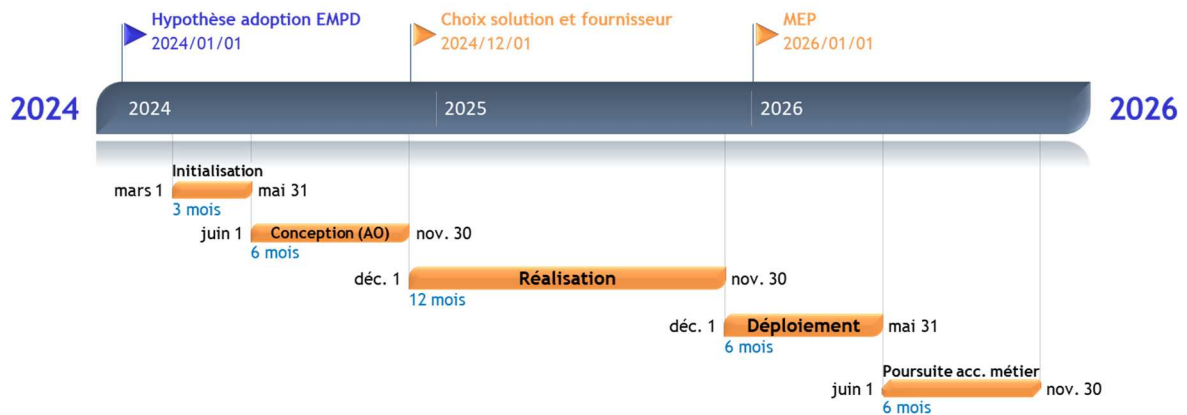 Hypothèse adoption EMPD
2024/01/01
Choix solution et fournisseur
2024/12/01
MEP
2026/01/01
2024
2024
2025
2026
2026
Initialisation
mars 1
mai 31
3 mois
juin 1
Conception (AO)
nov. 30
6 mois
déc. 1
Réalisation
nov. 30
12 mois
déc. 1
Déploiement
mai 31
6 mois
Poursuite acc. métier
juin 1
nov. 30
6 mois